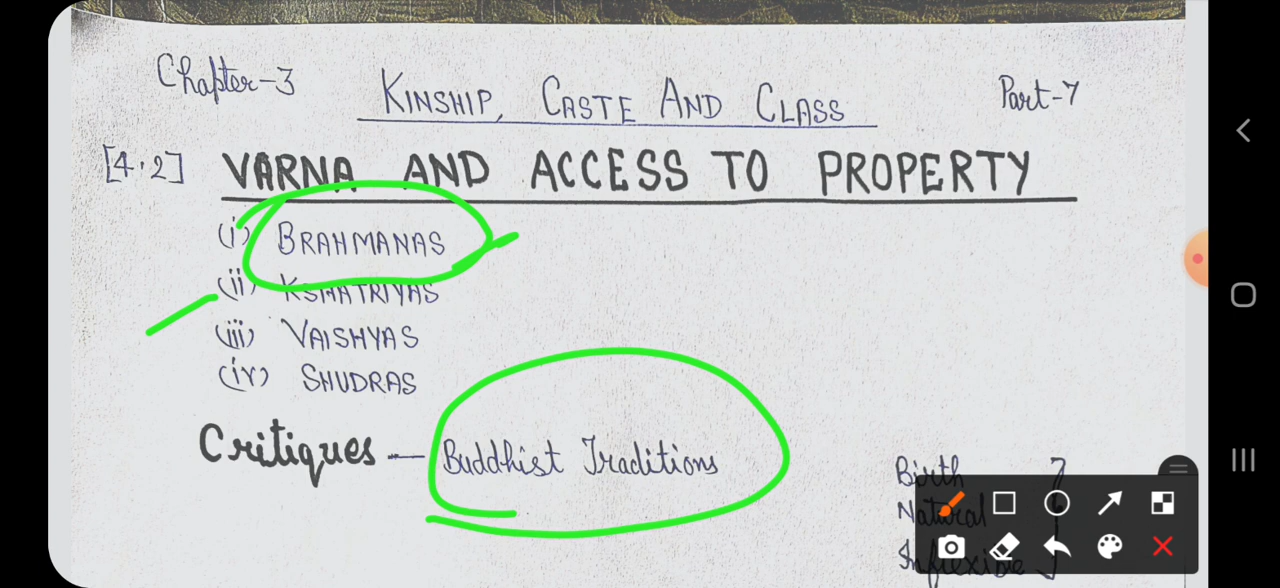 Chapter-3 KINSHIP, CASTE AND CLASS Part-7
[4.2] VARNA AND ACCESS TO PROPERTY
(i) BRAHMANAS
(ii) KSHATRIYAS
(iii) VAISHYAS
(iv) SHUDRAS
Critiques — Buddhist Traditions
Birth
Natural
Inflexible